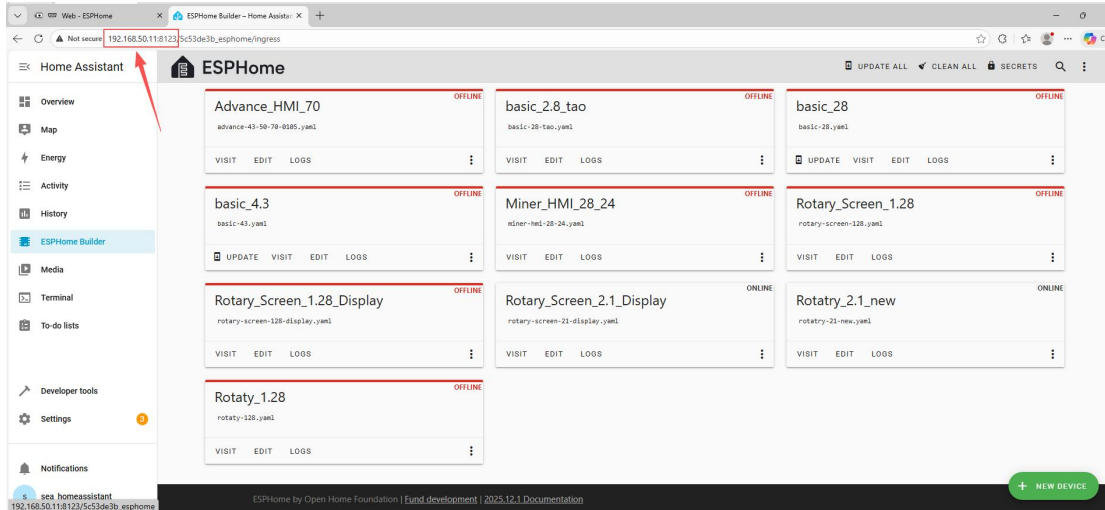 Web - ESPHome
ESPHome Builder – Home Assistan
Not secure 192.168.50.11:8123/5c53de3b_esphome/ingress
Home Assistant
ESPHome
UPDATE ALL CLEAN ALL SECRETS
Overview
Map
Energy
Activity
History
ESPHome Builder
Media
Terminal
To-do lists
Developer tools
Settings 3
Notifications
s sea_homeassistant
192.168.50.11:8123/5c53de3b_esphome
OFFLINE
Advance_HMI_70
advance-43-50-70-0105.yaml
VISIT EDIT LOGS
OFFLINE
basic_2.8_tao
basic-28-tao.yaml
VISIT EDIT LOGS
OFFLINE
basic_28
basic-28.yaml
UPDATE VISIT EDIT LOGS
basic_4.3
basic-43.yaml
UPDATE VISIT EDIT LOGS
OFFLINE
Miner_HMI_28_24
miner-hmi-28-24.yaml
VISIT EDIT LOGS
OFFLINE
Rotary_Screen_1.28
rotary-screen-128.yaml
VISIT EDIT LOGS
OFFLINE
Rotary_Screen_1.28_Display
rotary-screen-128-display.yaml
VISIT EDIT LOGS
ONLINE
Rotary_Screen_2.1_Display
rotary-screen-21-display.yaml
VISIT EDIT LOGS
ONLINE
Rotatry_2.1_new
rotatry-21-new.yaml
VISIT EDIT LOGS
OFFLINE
Rotaty_1.28
rotaty-128.yaml
VISIT EDIT LOGS
NEW DEVICE
ESPHome by Open Home Foundation | Fund development | 2025.12.1 Documentation